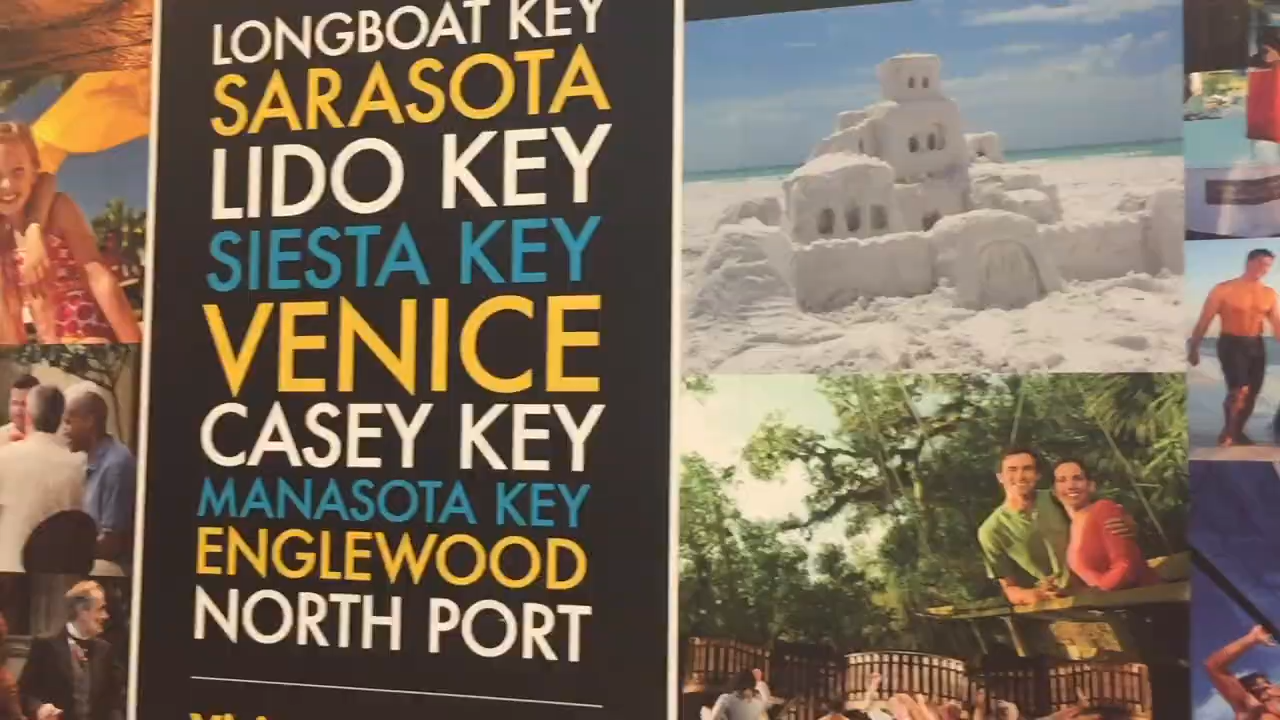 LONGBOAT KEY
SARASOTA
LIDO KEY
SIESTA KEY
VENICE
CASEY KEY
MANASOTA KEY
ENGLEWOOD
NORTH PORT